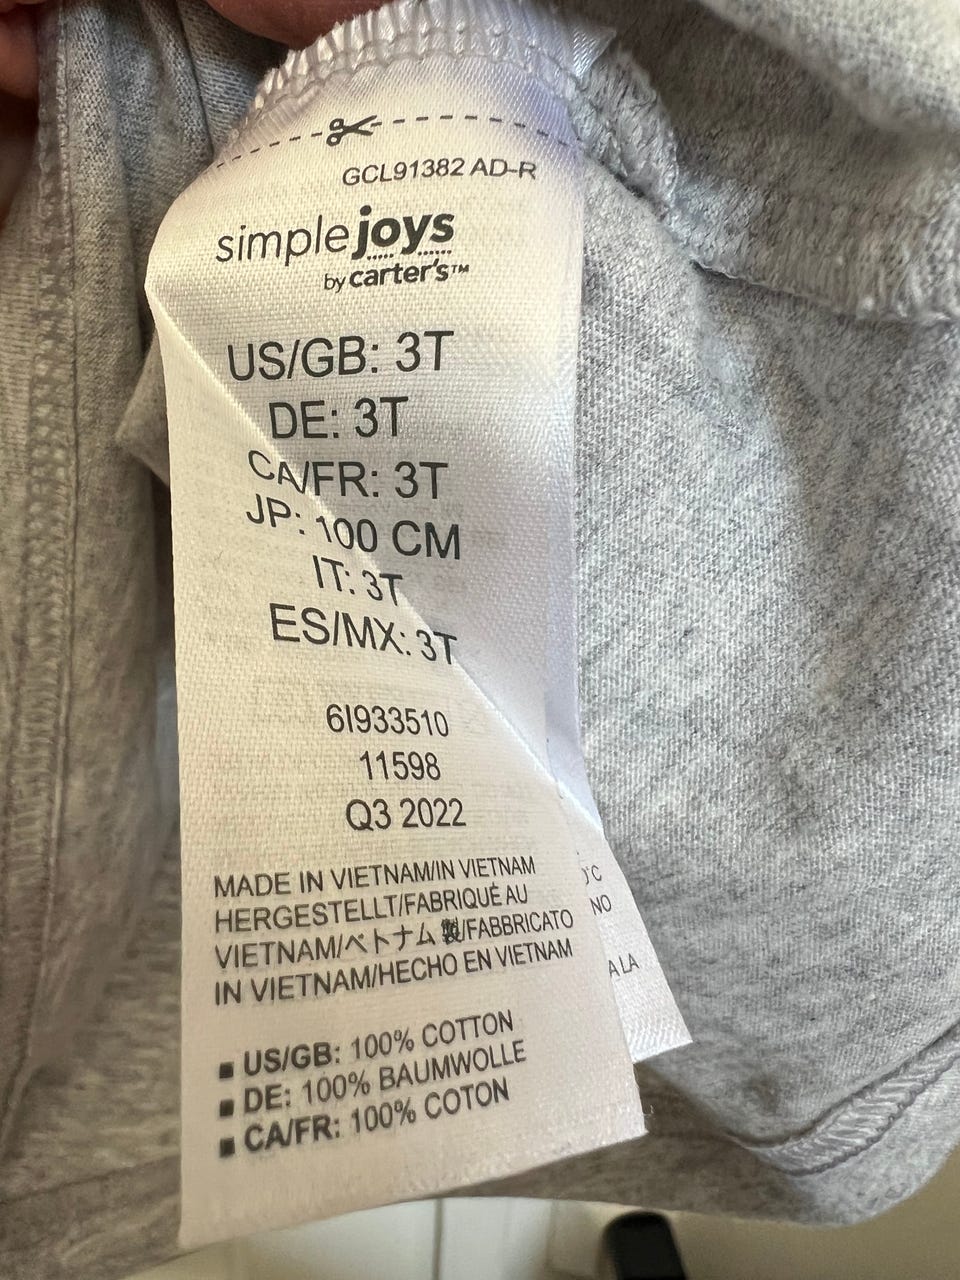 GCL91382 AD-R
simple joys
by carter's™
US/GB: 3T
DE: 3T
CA/FR: 3T
JP: 100 CM
IT: 3T
ES/MX: 3T
6I933510
11598
Q3 2022
MADE IN VIETNAM/IN VIETNAM
HERGESTELLT/FABRIQUÉ AU
VIETNAM/ベトナム 製/FABBRICATO
IN VIETNAM/HECHO EN VIETNAM
■ US/GB: 100% COTTON
■ DE: 100% BAUMWOLLE
■ CA/FR: 100% COTON
°C
NO
A LA